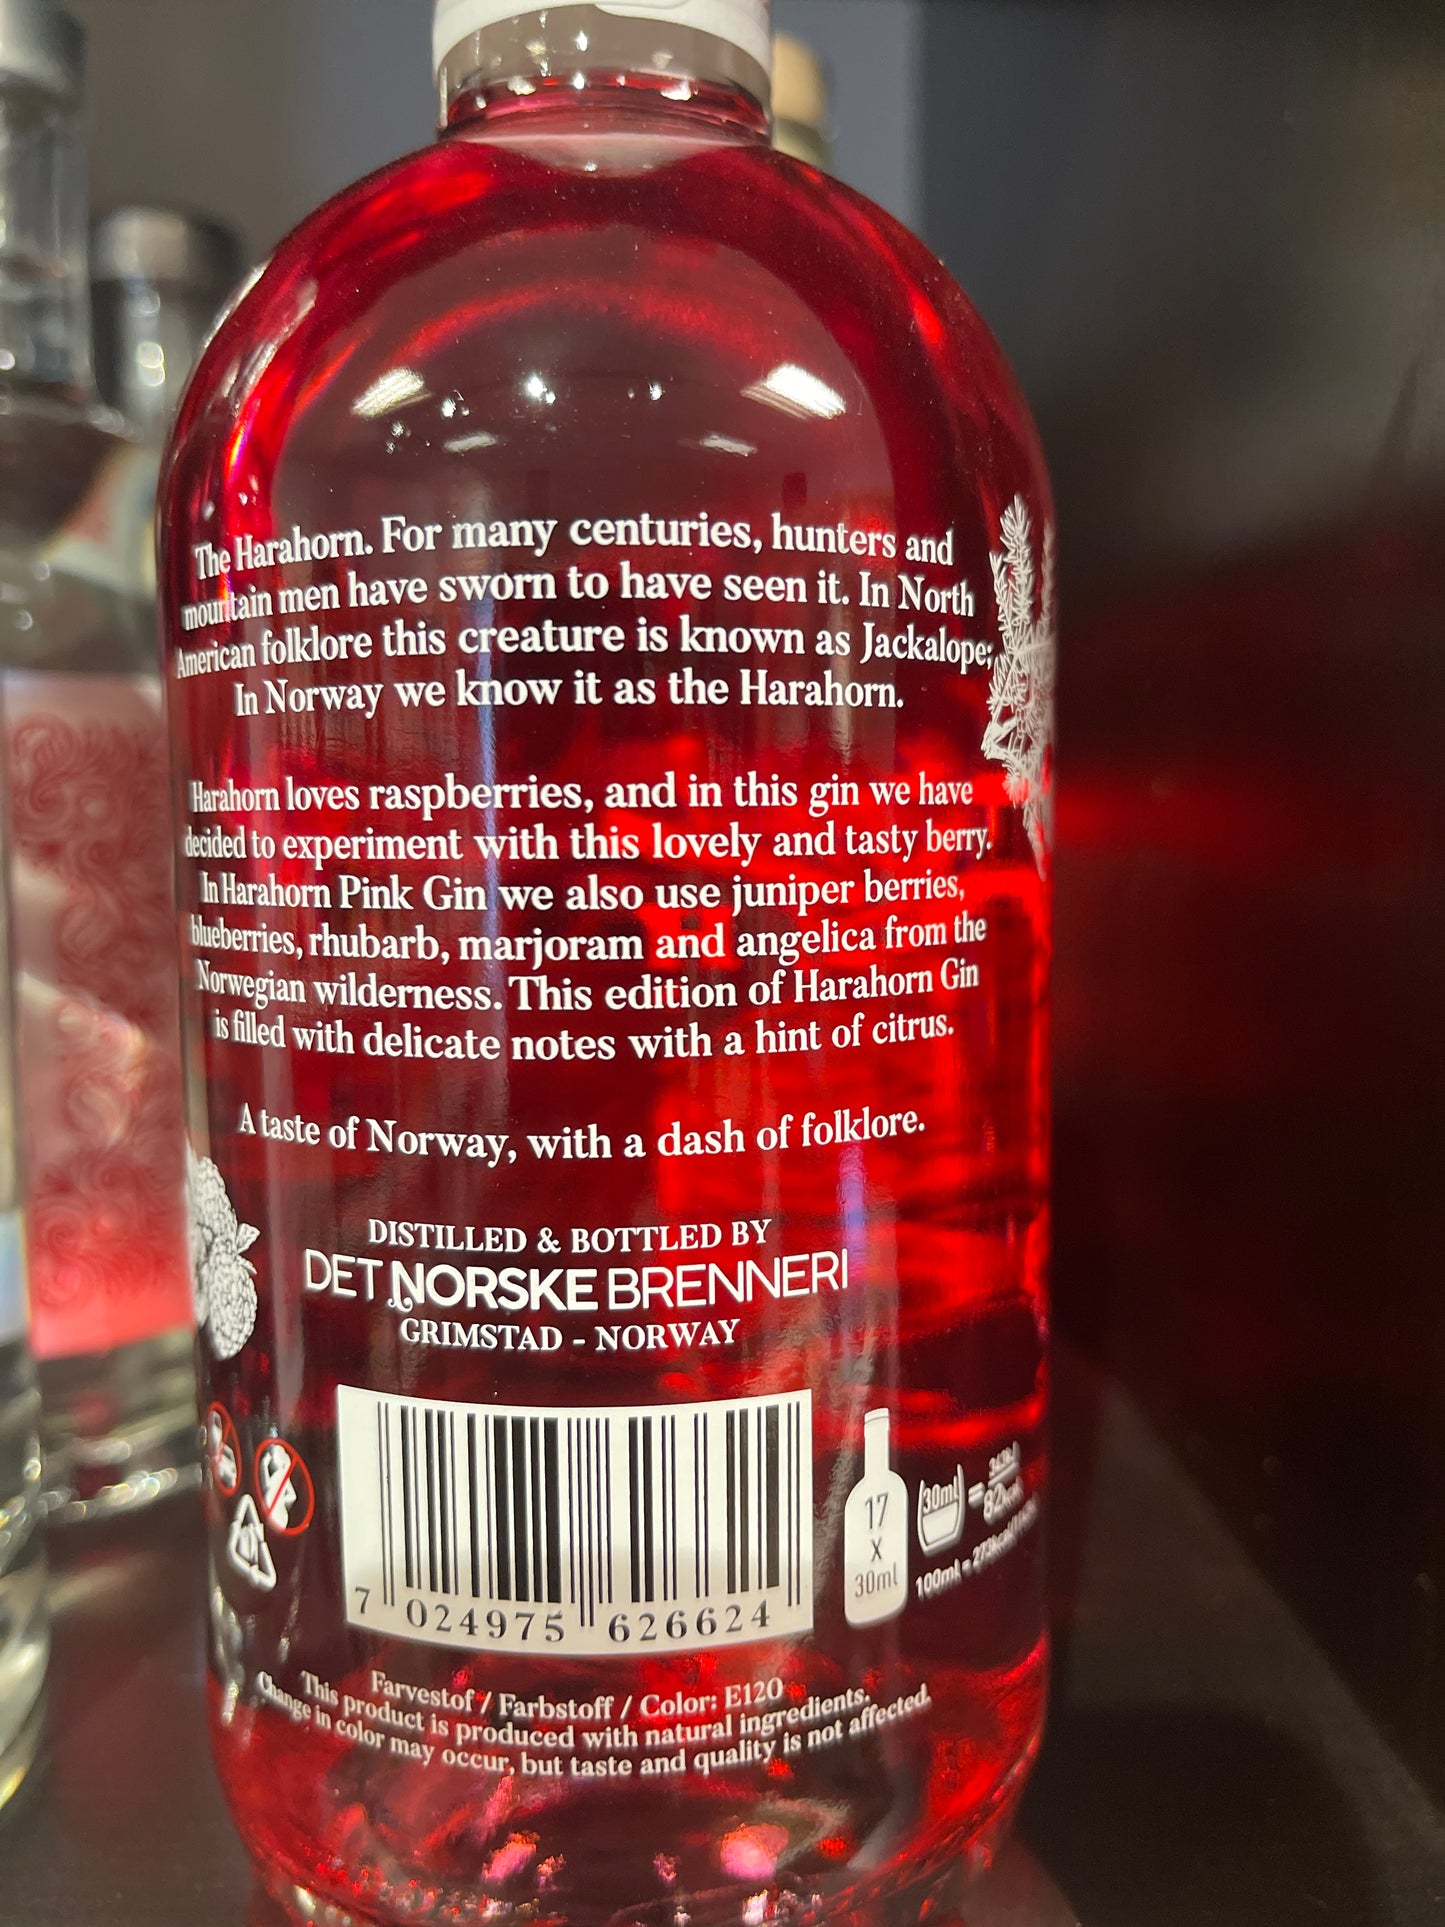 The Harahorn. For many centuries, hunters and
mountain men have sworn to have seen it. In North
American folklore this creature is known as Jackalope;
In Norway we know it as the Harahorn.
Harahorn loves raspberries, and in this gin we have
decided to experiment with this lovely and tasty berry.
In Harahorn Pink Gin we also use juniper berries,
blueberries, rhubarb, marjoram and angelica from the
Norwegian wilderness. This edition of Harahorn Gin
is filled with delicate notes with a hint of citrus.
A taste of Norway, with a dash of folklore.
DISTILLED & BOTTLED BY
DET NORSKE BRENNERI
GRIMSTAD - NORWAY
7 024975 626624
17
x
30ml
30ml =
82kcal
100ml =
Farvestof / Farbstoff / Color: E120
This product is produced with natural ingredients.
Change in color may occur, but taste and quality is not affected.